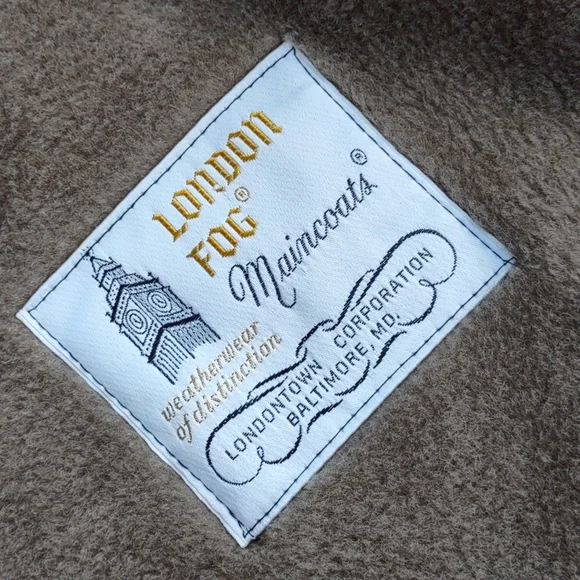 LONDON
FOG®
Maincoats®
weatherwear
of distinction
LONDONTOWN CORPORATION
BALTIMORE, MD.